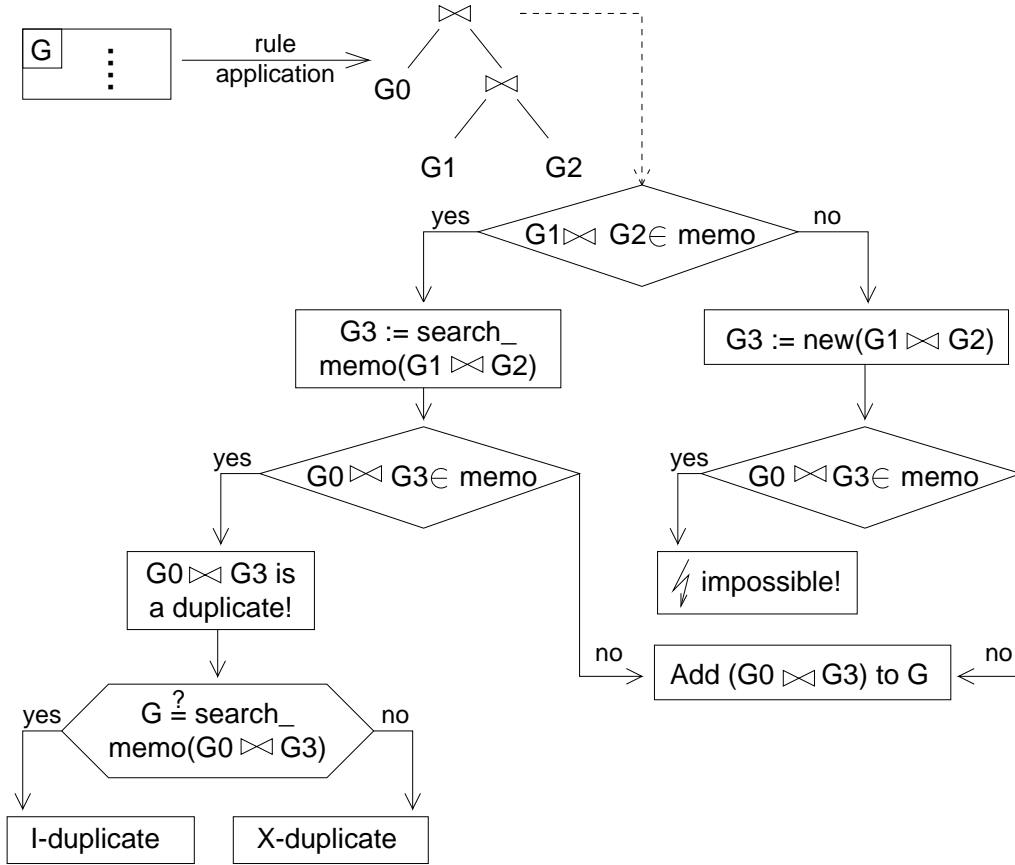 G
rule
application
⋈
G0
⋈
G1
G2
yes
no
G1 ⋈ G2 ∈ memo
G3 := search_
memo(G1 ⋈ G2)
G3 := new(G1 ⋈ G2)
yes
G0 ⋈ G3 ∈ memo
yes
G0 ⋈ G3 ∈ memo
G0 ⋈ G3 is
a duplicate!
impossible!
no
Add (G0 ⋈ G3) to G
no
yes
G ≟ search_
memo(G0 ⋈ G3)
no
I-duplicate
X-duplicate